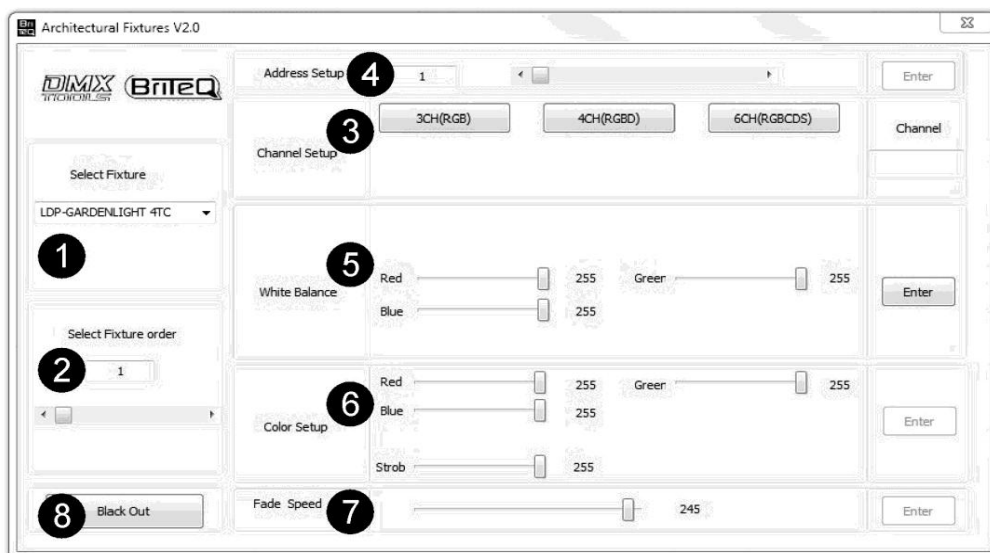 Architectural Fixtures V2.0
DMX
TOOLS
BRITEQ
Address Setup
4
1
Enter
3
3CH(RGB)
4CH(RGBD)
6CH(RGBCDS)
Channel Setup
Channel
Select Fixture
LDP-GARDENLIGHT 4TC
1
White Balance
5
Red
255
Green
255
Blue
255
Enter
Select Fixture order
2
1
Color Setup
6
Red
255
Green
255
Blue
255
Strob
255
Enter
8
Black Out
Fade Speed
7
245
Enter